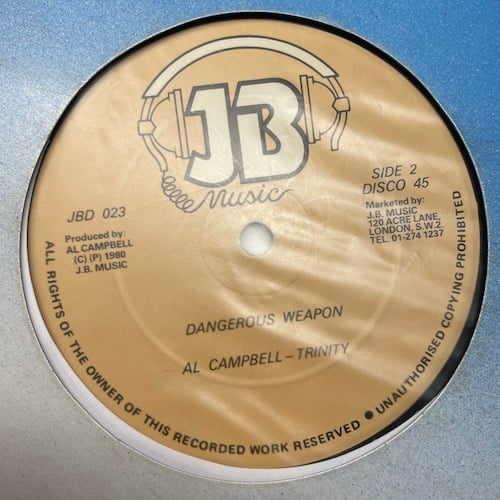 JB
Music
JBD 023
Produced by:
AL CAMPBELL
(C) (P) 1980
J.B. MUSIC
SIDE 2
DISCO 45
Marketed by:
J.B. MUSIC
120 ACRE LANE,
LONDON, S.W.2.
TEL. 01-274 1237
DANGEROUS WEAPON
AL CAMPBELL – TRINITY
ALL RIGHTS OF THE OWNER OF THIS RECORDED WORK RESERVED ● UNAUTHORISED COPYING PROHIBITED